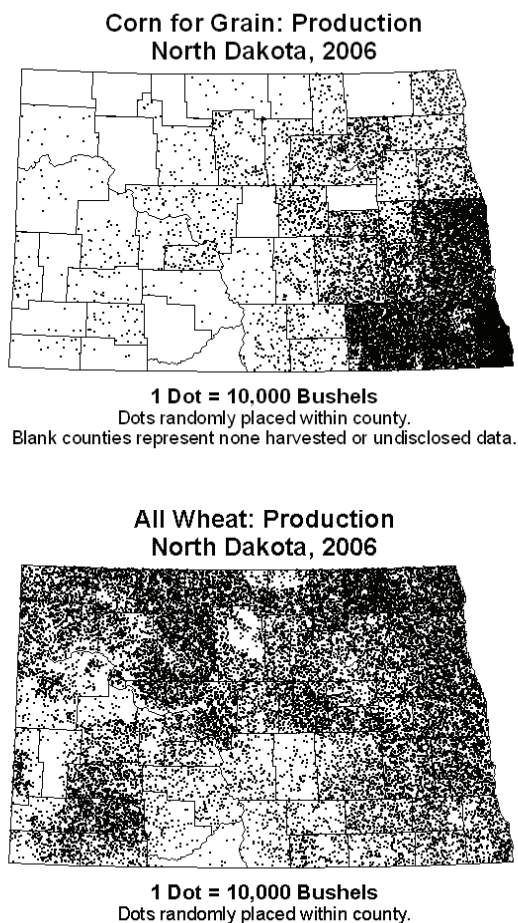 Corn for Grain: Production
North Dakota, 2006
1 Dot = 10,000 Bushels
Dots randomly placed within county.
Blank counties represent none harvested or undisclosed data.
All Wheat: Production
North Dakota, 2006
1 Dot = 10,000 Bushels
Dots randomly placed within county.